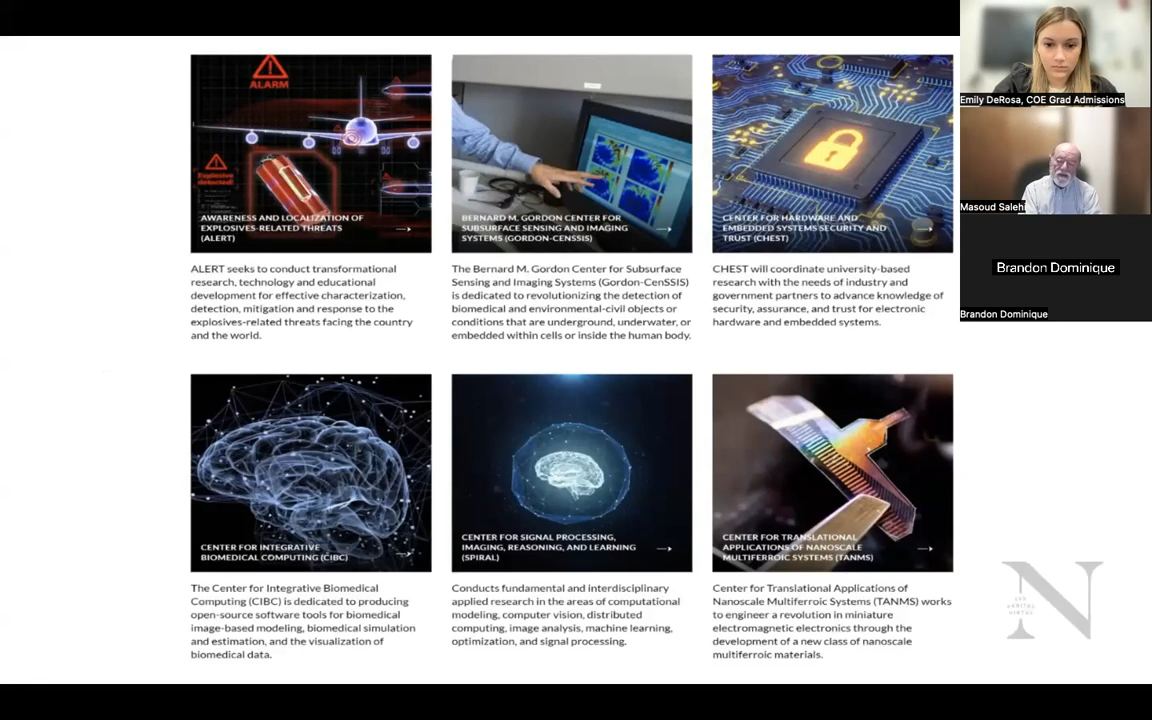 ALARM
Explosive
detected!
AWARENESS AND LOCALIZATION OF
EXPLOSIVES-RELATED THREATS
(ALERT)
ALERT seeks to conduct transformational
research, technology and educational
development for effective characterization,
detection, mitigation and response to the
explosives-related threats facing the country
and the world.
BERNARD M. GORDON CENTER FOR
SUBSURFACE SENSING AND IMAGING
SYSTEMS (GORDON-CENSSIS)
The Bernard M. Gordon Center for Subsurface
Sensing and Imaging Systems (Gordon-CenSSIS)
is dedicated to revolutionizing the detection of
biomedical and environmental-civil objects or
conditions that are underground, underwater, or
embedded within cells or inside the human body.
CENTER FOR HARDWARE AND
EMBEDDED SYSTEMS SECURITY AND
TRUST (CHEST)
CHEST will coordinate university-based
research with the needs of industry and
government partners to advance knowledge of
security, assurance, and trust for electronic
hardware and embedded systems.
CENTER FOR INTEGRATIVE
BIOMEDICAL COMPUTING (CIBC)
The Center for Integrative Biomedical
Computing (CIBC) is dedicated to producing
open-source software tools for biomedical
image-based modeling, biomedical simulation
and estimation, and the visualization of
biomedical data.
CENTER FOR SIGNAL PROCESSING,
IMAGING, REASONING, AND LEARNING
(SPIRAL)
Conducts fundamental and interdisciplinary
applied research in the areas of computational
modeling, computer vision, distributed
computing, image analysis, machine learning,
optimization, and signal processing.
CENTER FOR TRANSLATIONAL
APPLICATIONS OF NANOSCALE
MULTIFERROIC SYSTEMS (TANMS)
Center for Translational Applications of
Nanoscale Multiferroic Systems (TANMS) works
to engineer a revolution in miniature
electromagnetic electronics through the
development of a new class of nanoscale
multiferroic materials.
N
LUX
VERITAS
VIRTUS
Emily DeRosa, COE Grad Admissions
Masoud Salehi
Brandon Dominique
Brandon Dominique